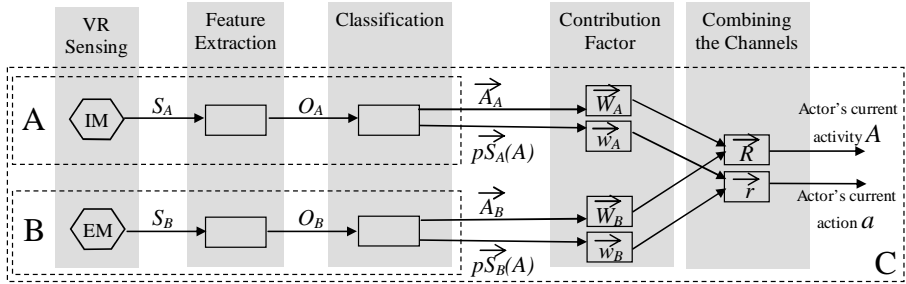 VR Sensing
Feature Extraction
Classification
Contribution Factor
Combining the Channels
A
IM
S_A
O_A
A_A
pS_A(A)
W_A
w_A
R
r
Actor's current activity A
Actor's current action a
B
EM
S_B
O_B
A_B
pS_B(A)
W_B
w_B
C